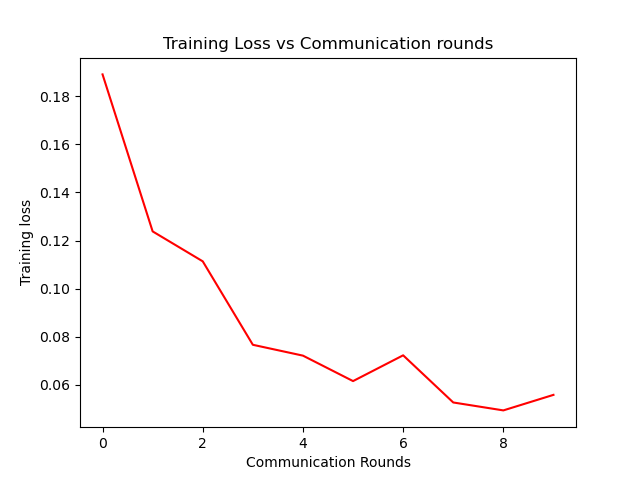 Training Loss vs Communication rounds
0.18
0.16
0.14
0.12
0.10
0.08
0.06
Training loss
0 2 4 6 8
Communication Rounds